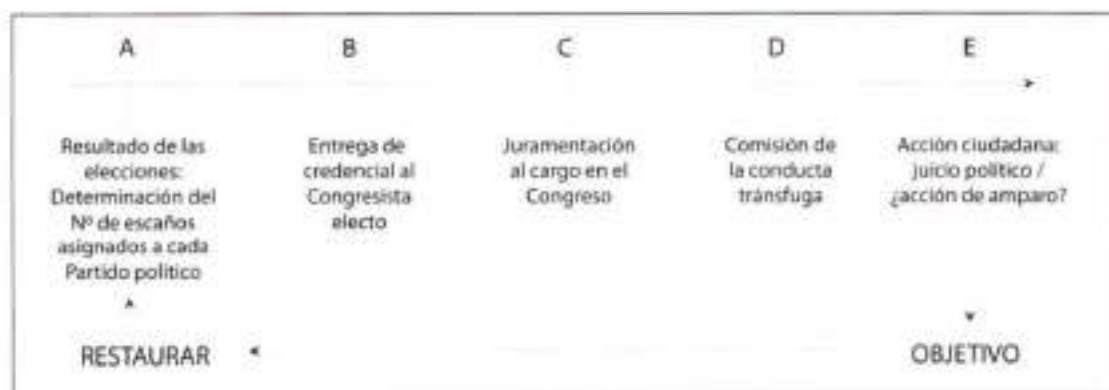 A B C D E
Resultado de las
elecciones:
Determinación del
Nº de escaños
asignados a cada
Partido político
Entrega de
credencial al
Congresista
electo
Juramentación
al cargo en el
Congreso
Comisión de
la conducta
tránsfuga
Acción ciudadana:
juicio político /
¿acción de amparo?
RESTAURAR OBJETIVO